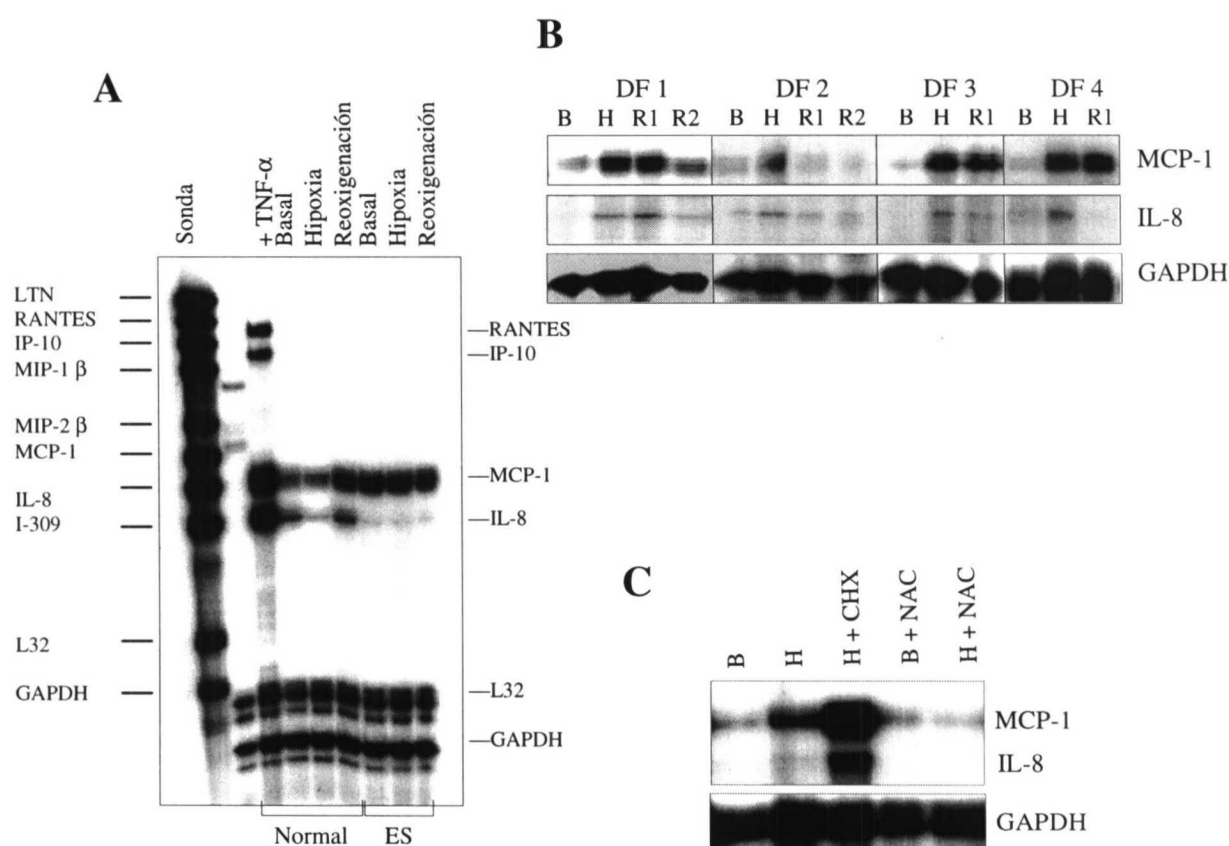 A
Sonda
+ TNF-α
Basal
Hipoxia
Reoxigenación
Basal
Hipoxia
Reoxigenación
LTN
RANTES
IP-10
MIP-1 β
MIP-2 β
MCP-1
IL-8
I-309
L32
GAPDH
RANTES
IP-10
MCP-1
IL-8
L32
GAPDH
Normal ES
B
DF 1 DF 2 DF 3 DF 4
B H R1 R2 B H R1 R2 B H R1 B H R1
MCP-1
IL-8
GAPDH
C
B
H
H + CHX
B + NAC
H + NAC
MCP-1
IL-8
GAPDH